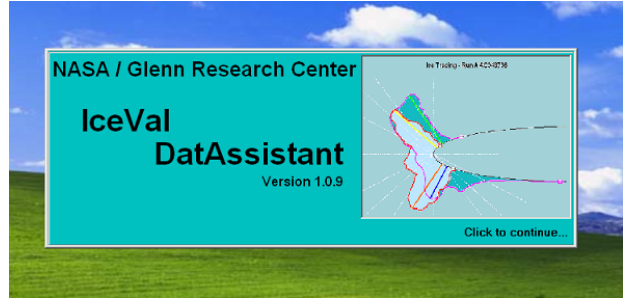 NASA / Glenn Research Center
IceVal
DatAssistant
Version 1.0.9
Click to continue...